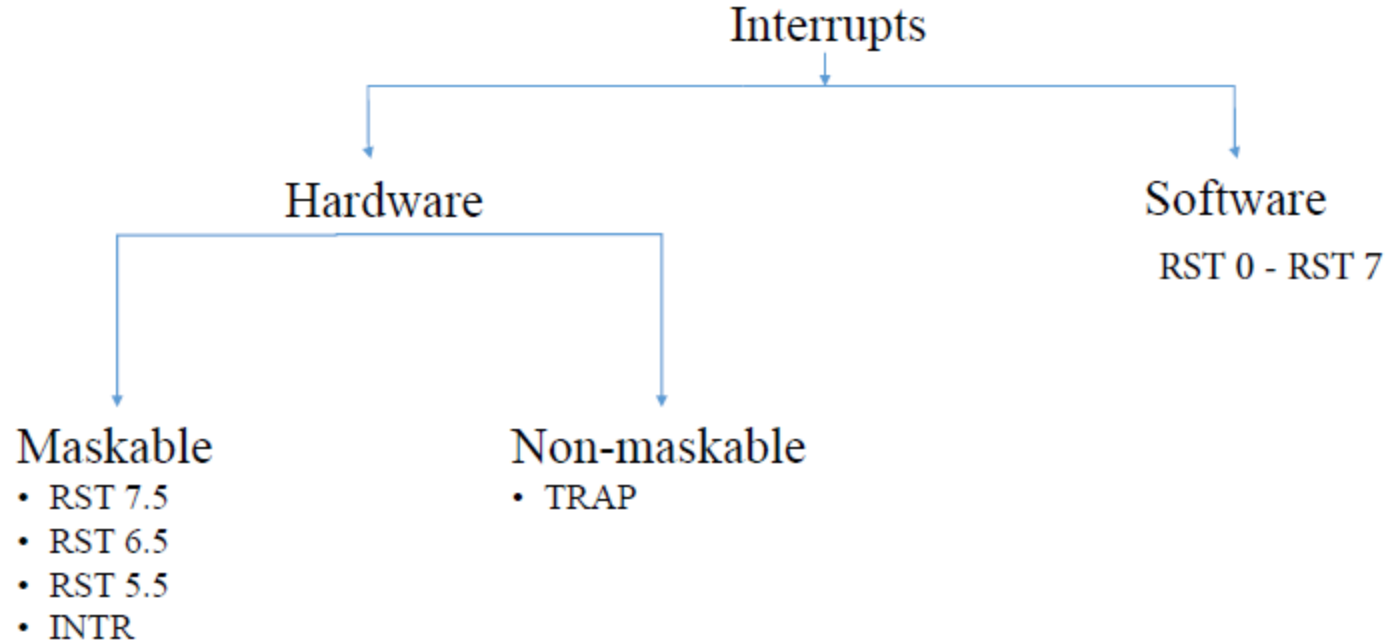 Interrupts
Hardware
Software
RST 0 - RST 7
Maskable
• RST 7.5
• RST 6.5
• RST 5.5
• INTR
Non-maskable
• TRAP